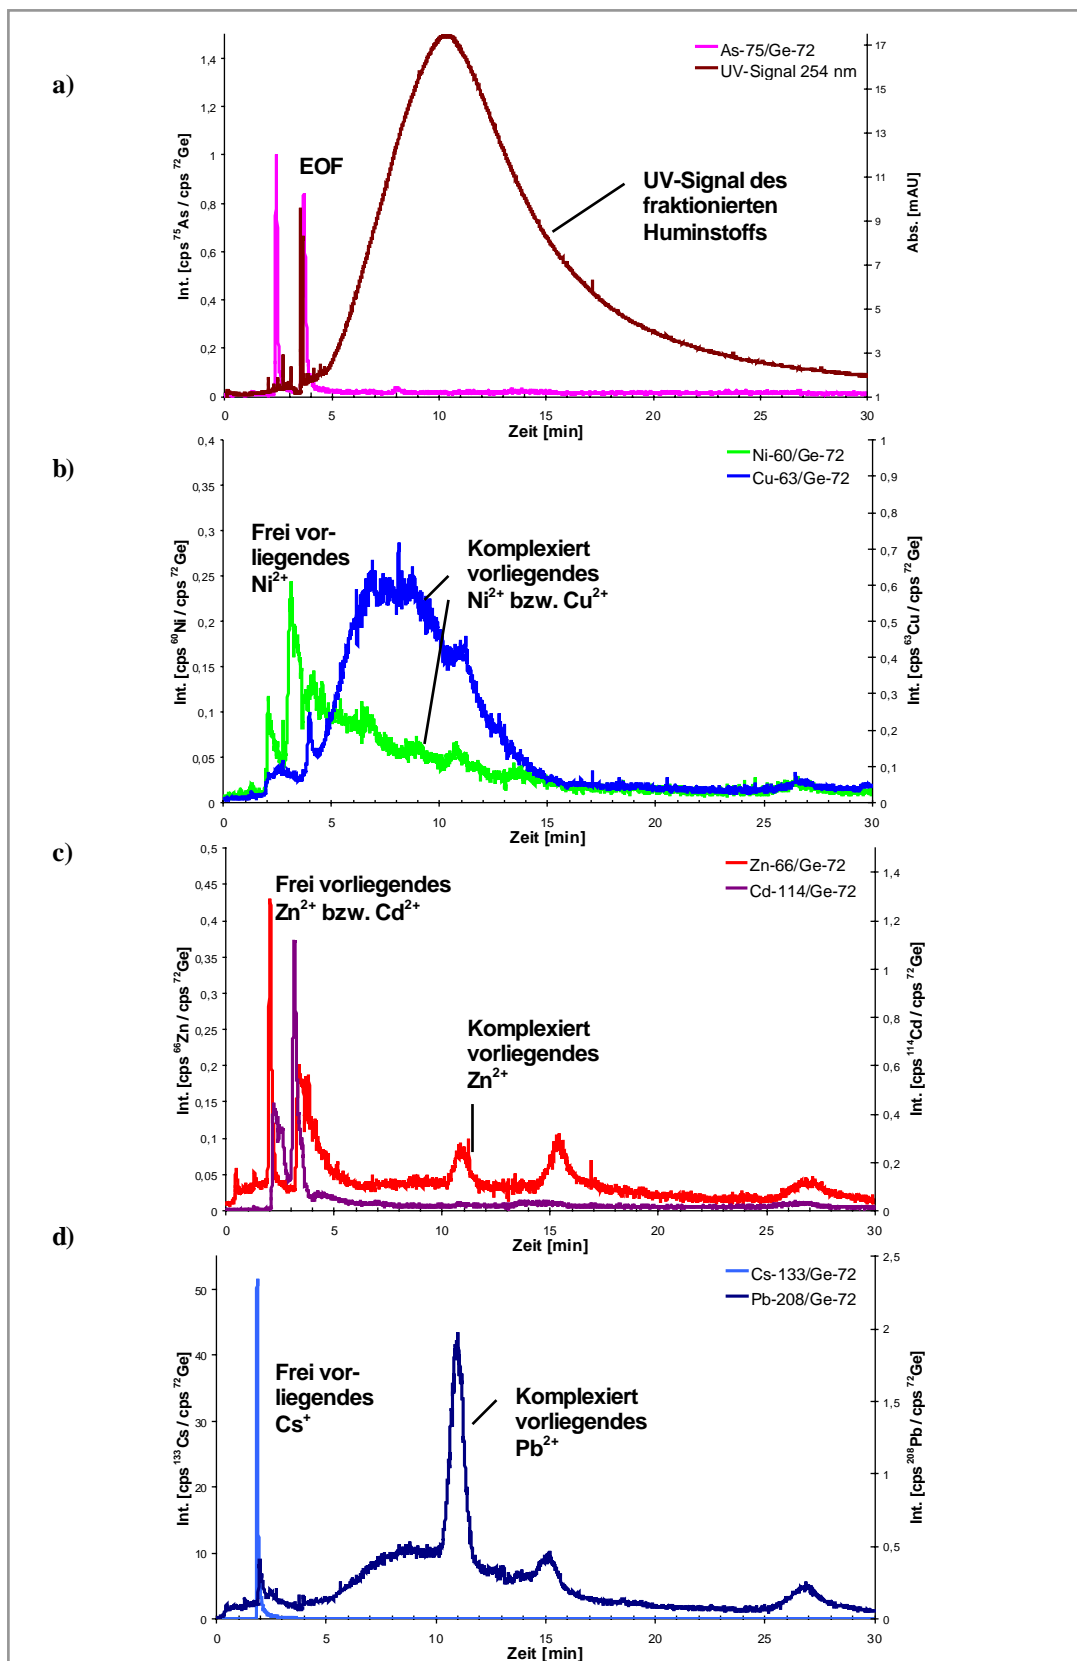 a)
Int. [cps ⁷⁵As / cps ⁷²Ge]
1,4
1,2
1
0,8
0,6
0,4
0,2
0
As-75/Ge-72
UV-Signal 254 nm
EOF
UV-Signal des
fraktionierten
Huminstoffs
17
15
13
11
9
7
5
3
1
Abs. [mAU]
0 5 10 15 20 25 30
Zeit [min]
b)
Int. [cps ⁶⁰Ni / cps ⁷²Ge]
0,4
0,35
0,3
0,25
0,2
0,15
0,1
0,05
0
Ni-60/Ge-72
Cu-63/Ge-72
Frei vor-
liegendes
Ni²⁺
Komplexiert
vorliegendes
Ni²⁺ bzw. Cu²⁺
1
0,9
0,8
0,7
0,6
0,5
0,4
0,3
0,2
0,1
0
Int. [cps ⁶³Cu / cps ⁷²Ge]
0 5 10 15 20 25 30
Zeit [min]
c)
Int. [cps ⁶⁶Zn / cps ⁷²Ge]
0,5
0,45
0,4
0,35
0,3
0,25
0,2
0,15
0,1
0,05
0
Zn-66/Ge-72
Cd-114/Ge-72
Frei vorliegendes
Zn²⁺ bzw. Cd²⁺
Komplexiert
vorliegendes
Zn²⁺
1,4
1,2
1
0,8
0,6
0,4
0,2
0
Int. [cps ¹¹⁴Cd / cps ⁷²Ge]
0 5 10 15 20 25 30
Zeit [min]
d)
Int. [cps ¹³³Cs / cps ⁷²Ge]
50
40
30
20
10
0
Cs-133/Ge-72
Pb-208/Ge-72
Frei vor-
liegendes
Cs⁺
Komplexiert
vorliegendes
Pb²⁺
2,5
2
1,5
1
0,5
0
Int. [cps ²⁰⁸Pb / cps ⁷²Ge]
0 5 10 15 20 25 30
Zeit [min]